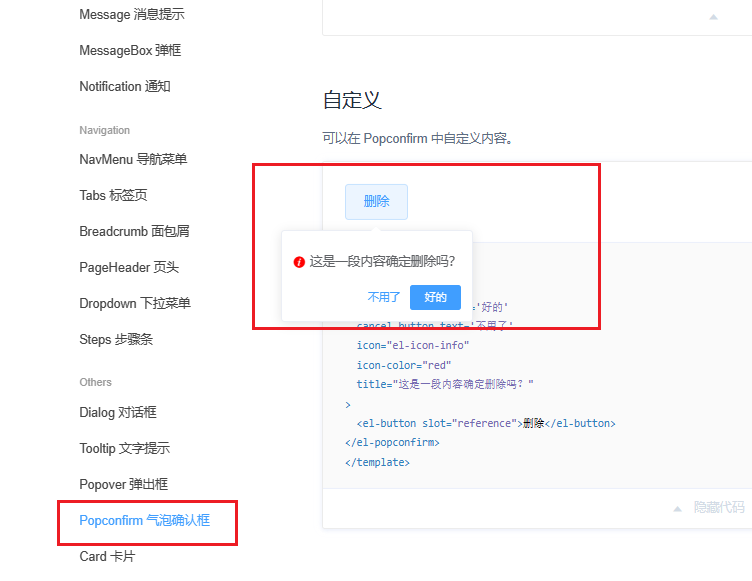 Message 消息提示
MessageBox 弹框
Notification 通知
Navigation
NavMenu 导航菜单
Tabs 标签页
Breadcrumb 面包屑
PageHeader 页头
Dropdown 下拉菜单
Steps 步骤条
Others
Dialog 对话框
Tooltip 文字提示
Popover 弹出框
Popconfirm 气泡确认框
Card 卡片
自定义
可以在 Popconfirm 中自定义内容。
删除
这是一段内容确定删除吗？
不用了 好的
='好的'
cancel-button-text='不用了'
icon="el-icon-info"
icon-color="red"
title="这是一段内容确定删除吗？"
>
<el-button slot="reference">删除</el-button>
</el-popconfirm>
</template>
隐藏代码